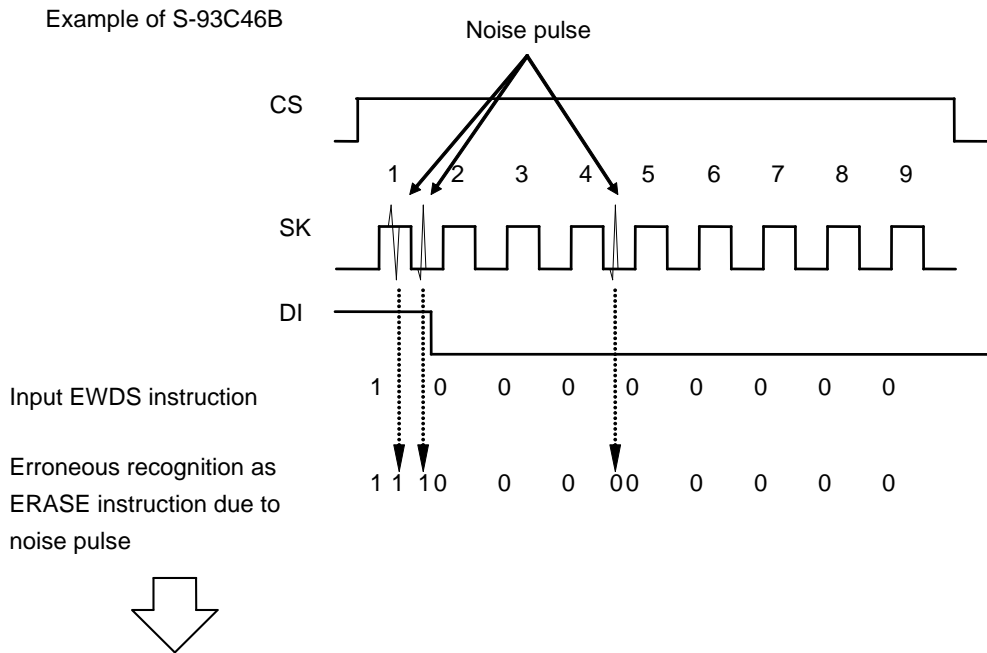 Example of S-93C46B
Noise pulse
CS
1 2 3 4 5 6 7 8 9
SK
DI
Input EWDS instruction
1 0 0 0 0 0 0 0 0
Erroneous recognition as
ERASE instruction due to
noise pulse
1 1 1 0 0 0 0 0 0 0 0 0